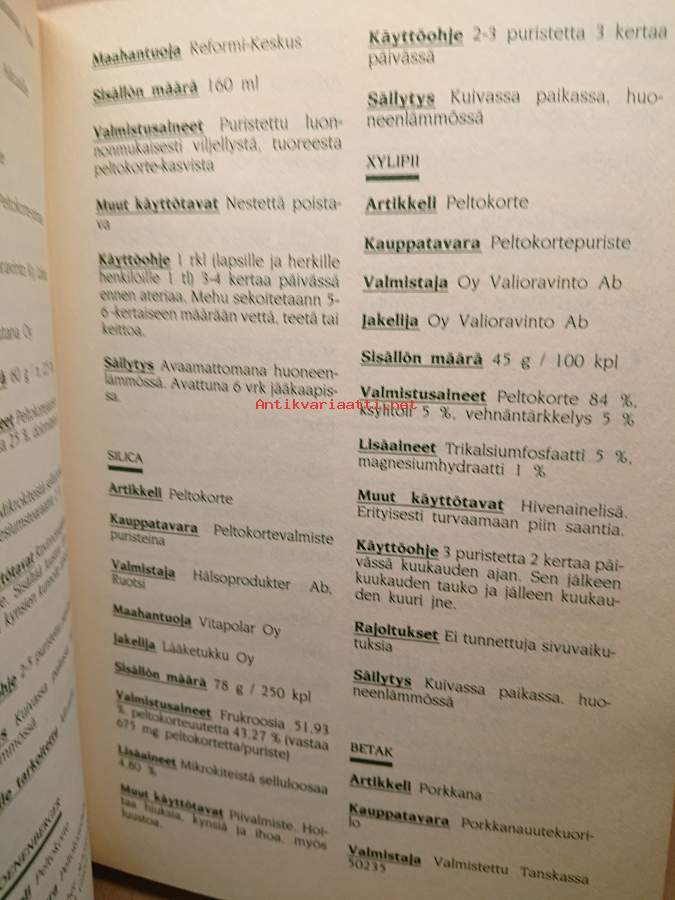 Maahantuoja Reformi-Keskus
Sisällön määrä 160 ml
Valmistusaineet Puristettu luon-
nonmukaisesti viljellystä, tuoreesta
peltokorte-kasvista
Muut käyttötavat Nestettä poista-
va
Käyttöohje 1 rkl (lapsille ja herkille
henkilöille 1 tl) 3-4 kertaa päivässä
ennen ateriaa. Mehu sekoitetaann 5-
6 -kertaiseen määrään vettä, teetä tai
keittoa.
Säilytys Avaamattomana huoneen-
lämmössä. Avattuna 6 vrk jääkaapis-
sa.
SILICA
Artikkeli Peltokorte
Kauppatavara Peltokortevalmiste
puristeina
Valmistaja Hälsoprodukter Ab,
Ruotsi
Maahantuoja Vitapolar Oy
Jakelija Lääketukku Oy
Sisällön määrä 78 g / 250 kpl
Valmistusaineet Frukroosia 51,93
%, peltokorteuutetta 43,27 % (vastaa
675 mg peltokortetta/puriste)
Lisäaineet Mikrokiteistä selluloosaa
4.80 %
Muut käyttötavat Piivalmiste. Hoi-
taa hiuksia, kynsiä ja ihoa, myös
luustoa.
Käyttöohje 2-3 puristetta 3 kertaa
päivässä
Säilytys Kuivassa paikassa, huo-
neenlämmössä
XYLIPII
Artikkeli Peltokorte
Kauppatavara Peltokortepuriste
Valmistaja Oy Valioravinto Ab
Jakelija Oy Valioravinto Ab
Sisällön määrä 45 g / 100 kpl
Valmistusaineet Peltokorte 84 %,
ksylitoli 5 %, vehnäntärkkelys 5 %
Lisäaineet Trikalsiumfosfaatti 5 %,
magnesiumhydraatti 1 %
Muut käyttötavat Hivenainelisä.
Erityisesti turvaamaan piin saantia.
Käyttöohje 3 puristetta 2 kertaa päi-
vässä kuukauden ajan. Sen jälkeen
kuukauden tauko ja jälleen kuukau-
den kuuri jne.
Rajoitukset Ei tunnettuja sivuvaiku-
tuksia
Säilytys Kuivassa paikassa, huo-
neenlämmössä
BETAK
Artikkeli Porkkana
Kauppatavara Porkkanauutekuori-
lo
Valmistaja Valmistettu Tanskassa
50235
Antikvariaatti.net